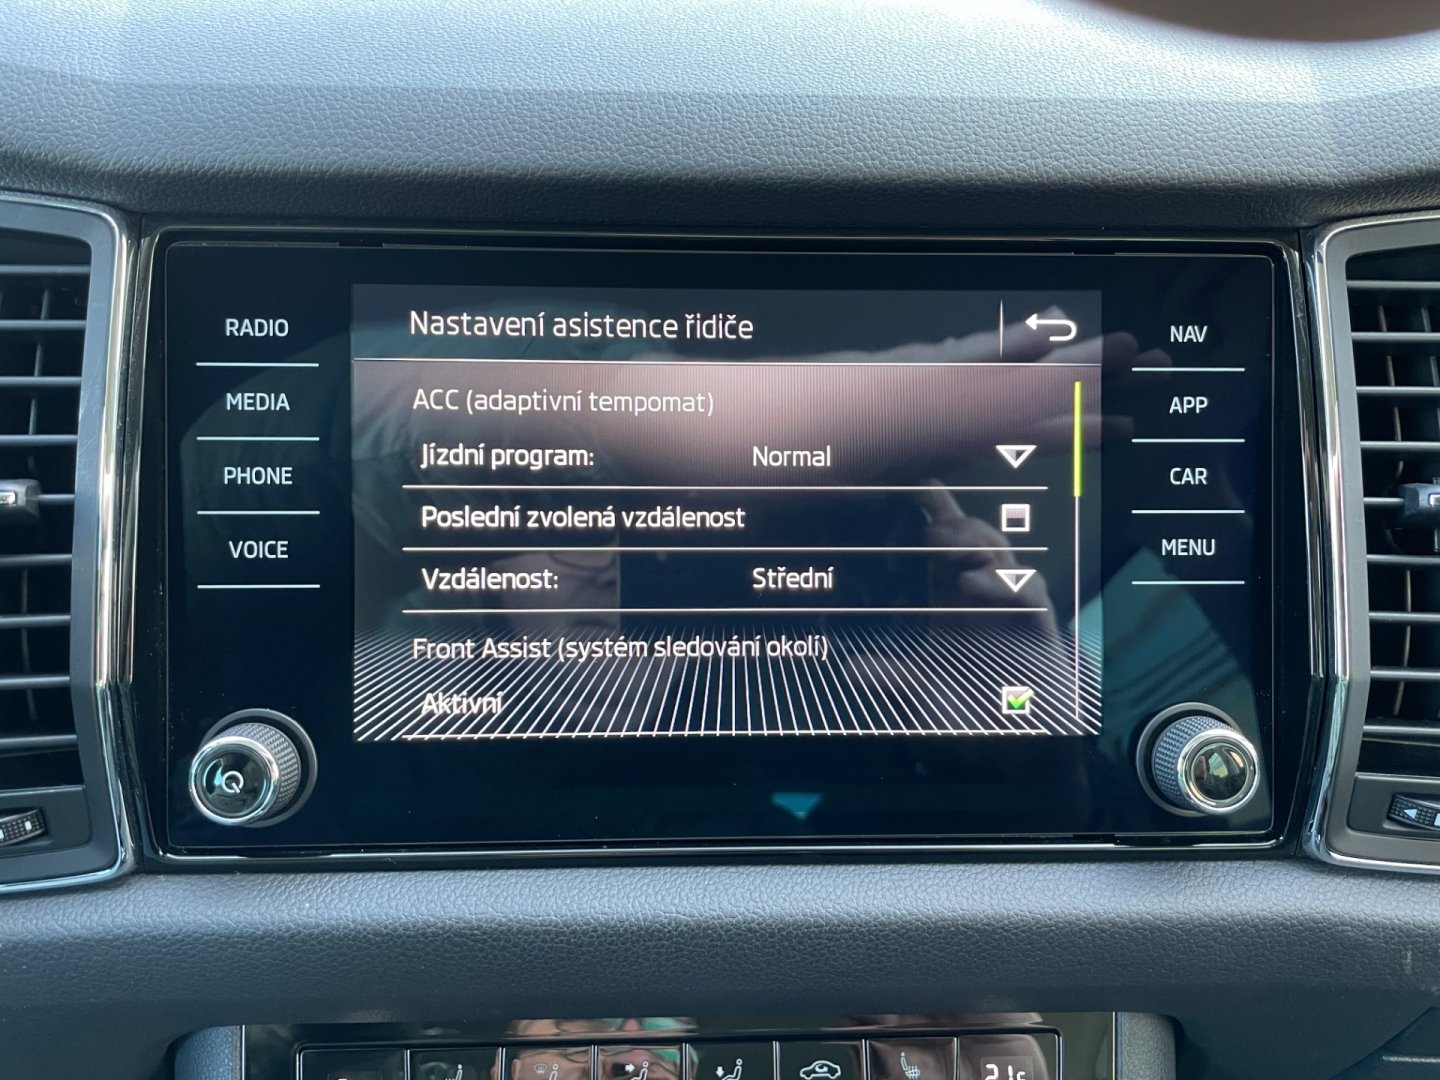 Nastavení asistence řidiče
RADIO
MEDIA
PHONE
VOICE
ACC (adaptivní tempomat)
Jízdní program: Normal
Poslední zvolená vzdálenost
Vzdálenost: Střední
Front Assist (systém sledování okolí)
Aktivní
NAV
APP
CAR
MENU